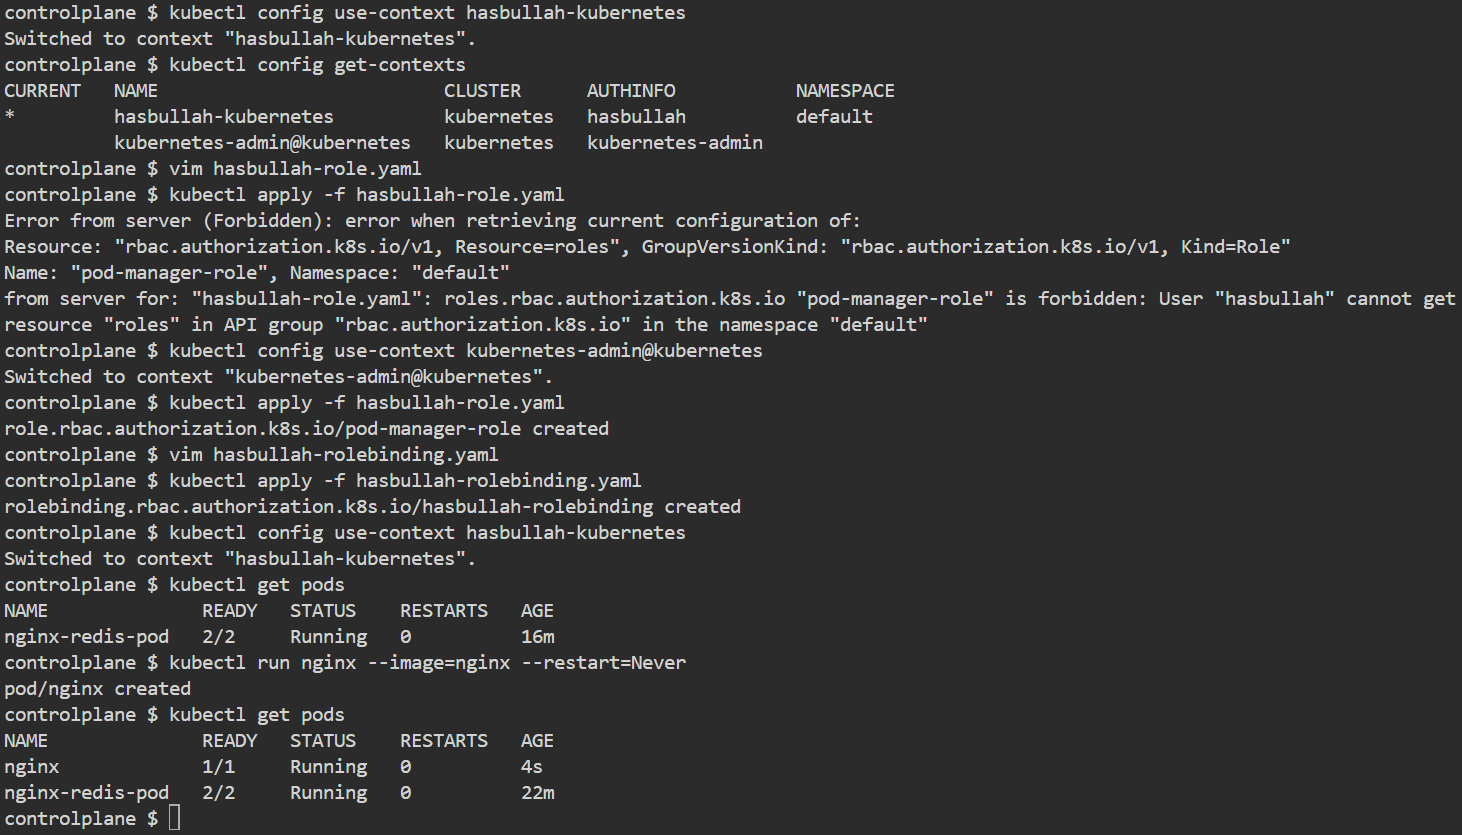 controlplane $ kubectl config use-context hasbullah-kubernetes
Switched to context "hasbullah-kubernetes".
controlplane $ kubectl config get-contexts
CURRENT   NAME                          CLUSTER      AUTHINFO           NAMESPACE
*         hasbullah-kubernetes          kubernetes   hasbullah          default
          kubernetes-admin@kubernetes   kubernetes   kubernetes-admin
controlplane $ vim hasbullah-role.yaml
controlplane $ kubectl apply -f hasbullah-role.yaml
Error from server (Forbidden): error when retrieving current configuration of:
Resource: "rbac.authorization.k8s.io/v1, Resource=roles", GroupVersionKind: "rbac.authorization.k8s.io/v1, Kind=Role"
Name: "pod-manager-role", Namespace: "default"
from server for: "hasbullah-role.yaml": roles.rbac.authorization.k8s.io "pod-manager-role" is forbidden: User "hasbullah" cannot get
resource "roles" in API group "rbac.authorization.k8s.io" in the namespace "default"
controlplane $ kubectl config use-context kubernetes-admin@kubernetes
Switched to context "kubernetes-admin@kubernetes".
controlplane $ kubectl apply -f hasbullah-role.yaml
role.rbac.authorization.k8s.io/pod-manager-role created
controlplane $ vim hasbullah-rolebinding.yaml
controlplane $ kubectl apply -f hasbullah-rolebinding.yaml
rolebinding.rbac.authorization.k8s.io/hasbullah-rolebinding created
controlplane $ kubectl config use-context hasbullah-kubernetes
Switched to context "hasbullah-kubernetes".
controlplane $ kubectl get pods
NAME              READY   STATUS    RESTARTS   AGE
nginx-redis-pod   2/2     Running   0          16m
controlplane $ kubectl run nginx --image=nginx --restart=Never
pod/nginx created
controlplane $ kubectl get pods
NAME              READY   STATUS    RESTARTS   AGE
nginx             1/1     Running   0          4s
nginx-redis-pod   2/2     Running   0          22m
controlplane $